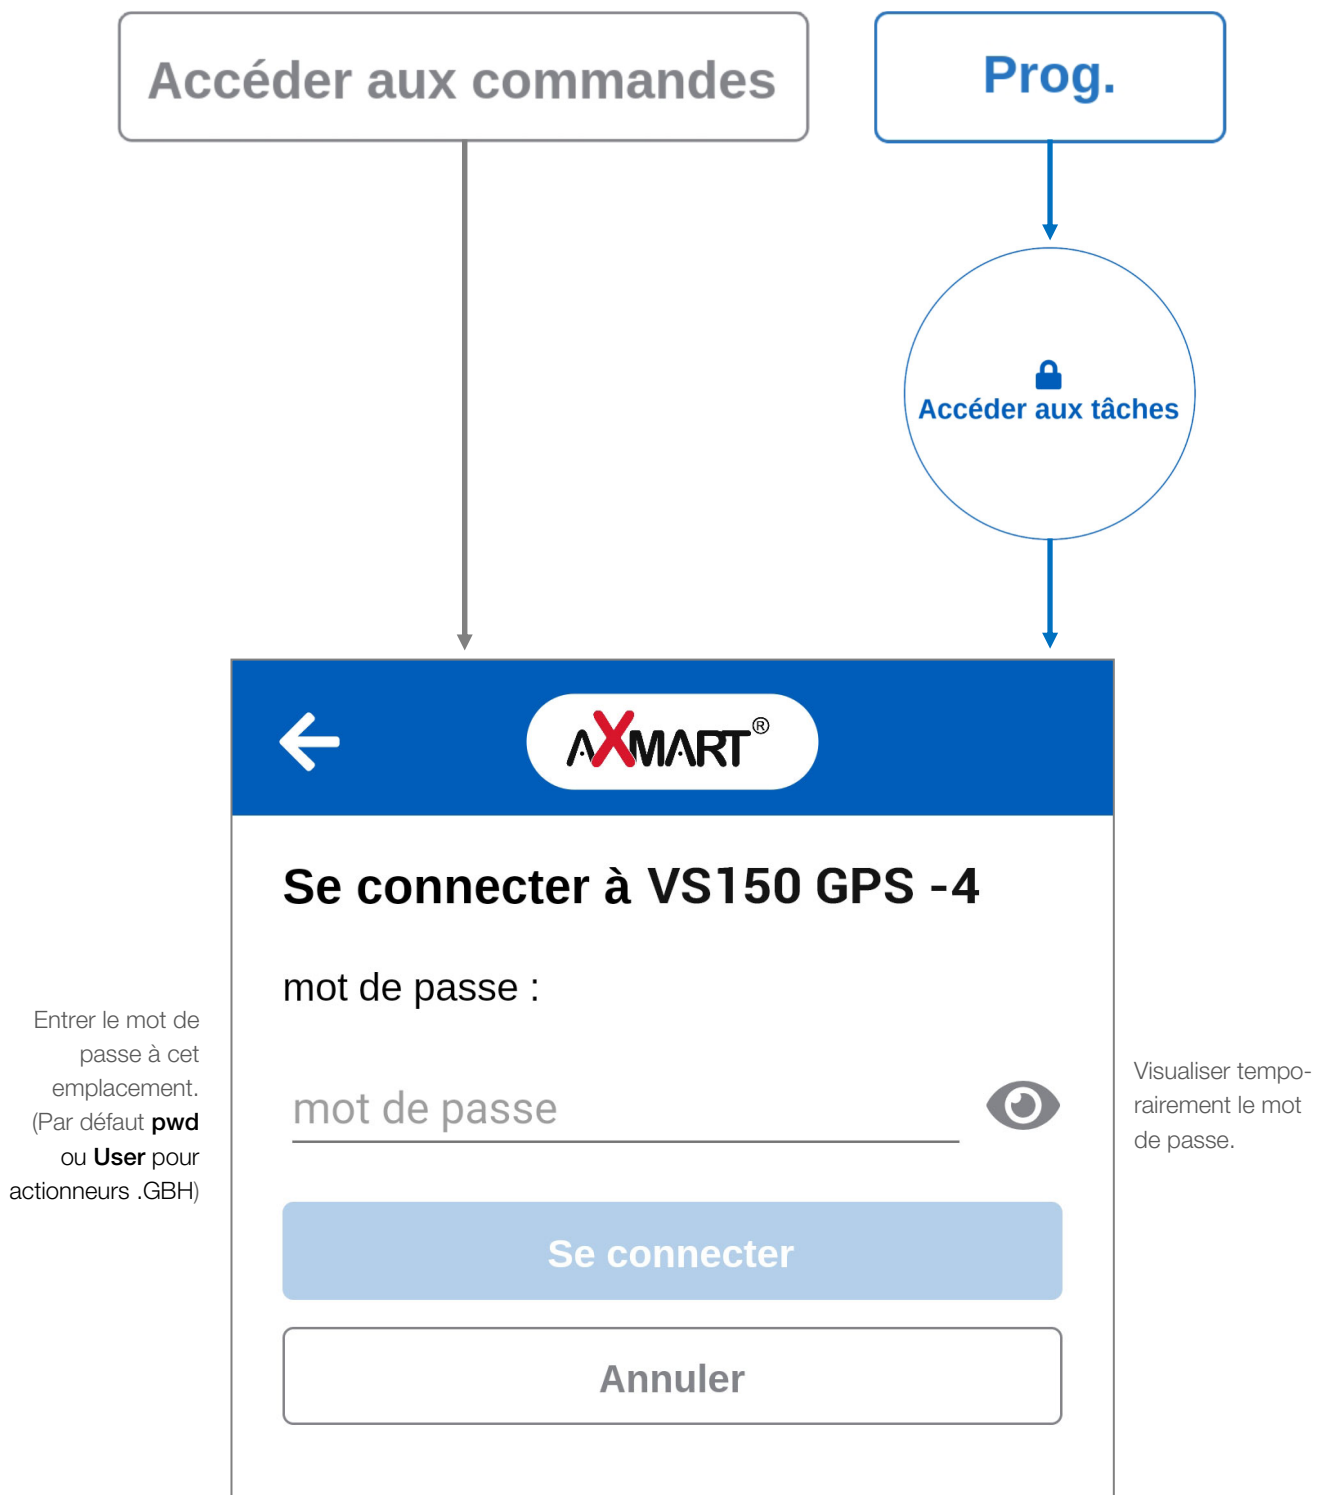 Accéder aux commandes
Prog.
Accéder aux tâches
AXMART®
Se connecter à VS150 GPS -4
mot de passe :
Entrer le mot de
passe à cet
emplacement.
(Par défaut pwd
ou User pour
actionneurs .GBH)
mot de passe
Visualiser tempo-
rairement le mot
de passe.
Se connecter
Annuler